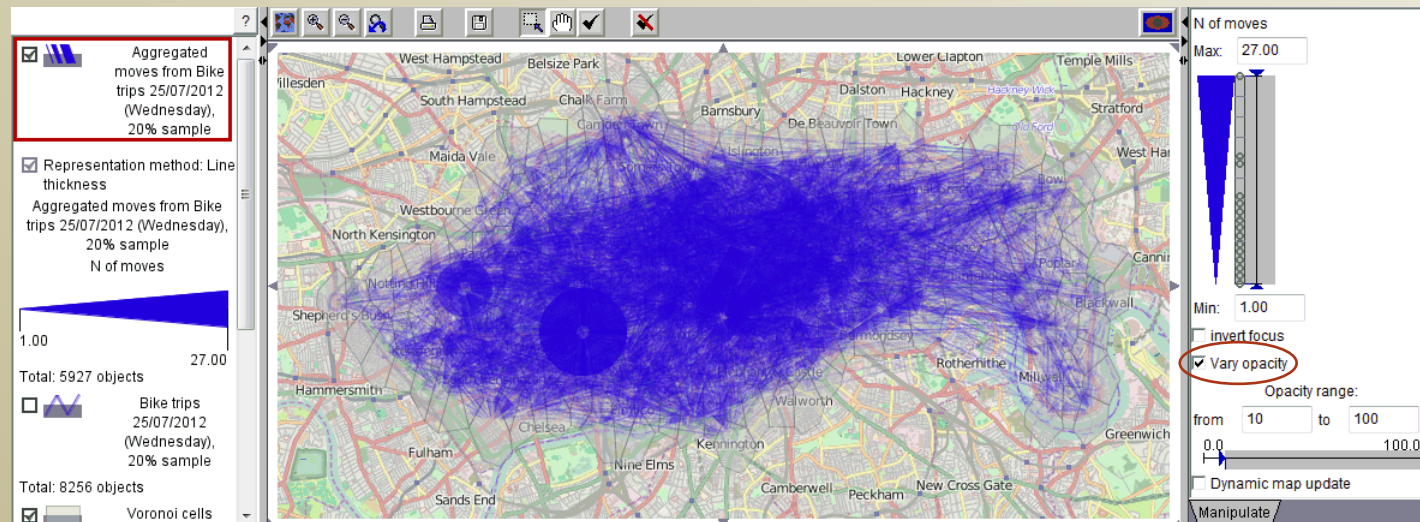 ?
Aggregated
moves from Bike
trips 25/07/2012
(Wednesday),
20% sample
Representation method: Line
thickness
Aggregated moves from Bike
trips 25/07/2012 (Wednesday),
20% sample
N of moves
1.00
27.00
Total: 5927 objects
Bike trips
25/07/2012
(Wednesday),
20% sample
Total: 8256 objects
Voronoi cells
West Hampstead
Belsize Park
Lower Clapton
Temple Mills
Willesden
South Hampstead
Chalk Farm
Dalston
Hackney
Hackney Wick
Stratford
Barnsbury
Camden Town
De Beauvoir Town
Old Ford
Maida Vale
Islington
West Ha
Bow
Westbourne Green
North Kensington
Notting Hill
Poplar
Canni
Shepherd's Bush
Blackwall
Rotherhithe
Millwall
Hammersmith
Walworth
Chelsea
Greenwich
Fulham
Kennington
Nine Elms
Camberwell
Peckham
New Cross Gate
Sands End
N of moves
Max: 27.00
Min: 1.00
invert focus
Vary opacity
Opacity range:
from 10 to 100
0.0 100.0
Dynamic map update
Manipulate